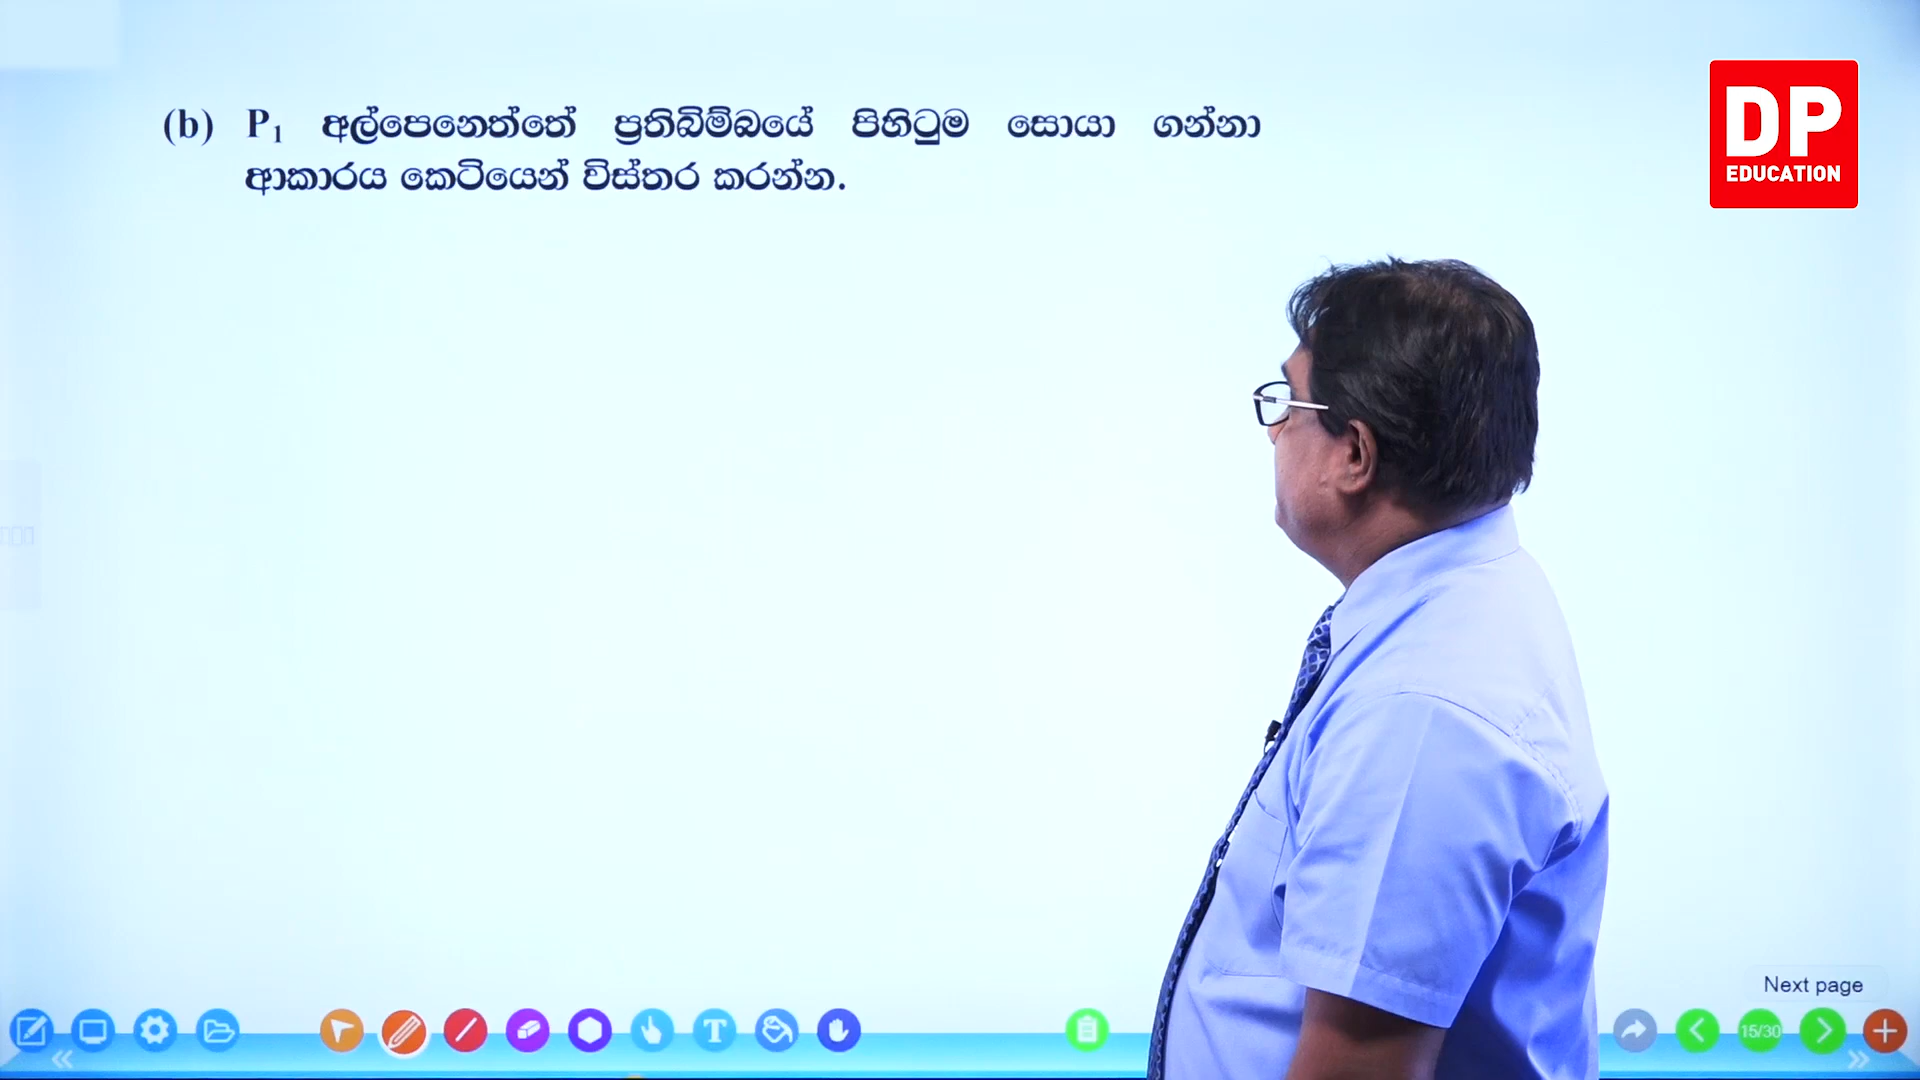 (b) P₁ අල්පෙනෙත්තේ ප්‍රතිබිම්බයේ පිහිටුම සොයා ගන්නා
ආකාරය කෙටියෙන් විස්තර කරන්න.
DP
EDUCATION
Next page
15/30
T